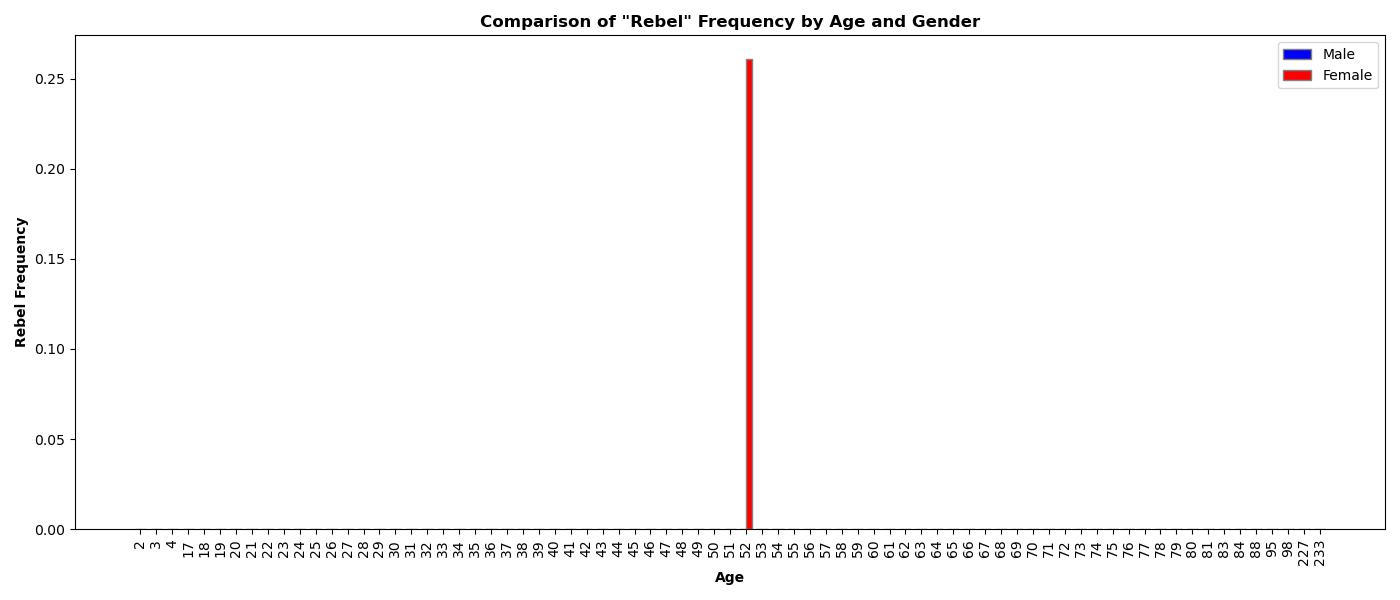 Comparison of "Rebel" Frequency by Age and Gender
Male
Female
Rebel Frequency
0.25
0.20
0.15
0.10
0.05
0.00
2 3 4 17 18 19 20 21 22 23 24 25 26 27 28 29 30 31 32 33 34 35 36 37 38 39 40 41 42 43 44 45 46 47 48 49 50 51 52 53 54 55 56 57 58 59 60 61 62 63 64 65 66 67 68 69 70 71 72 73 74 75 76 77 78 79 80 81 83 84 88 95 98 227 233
Age